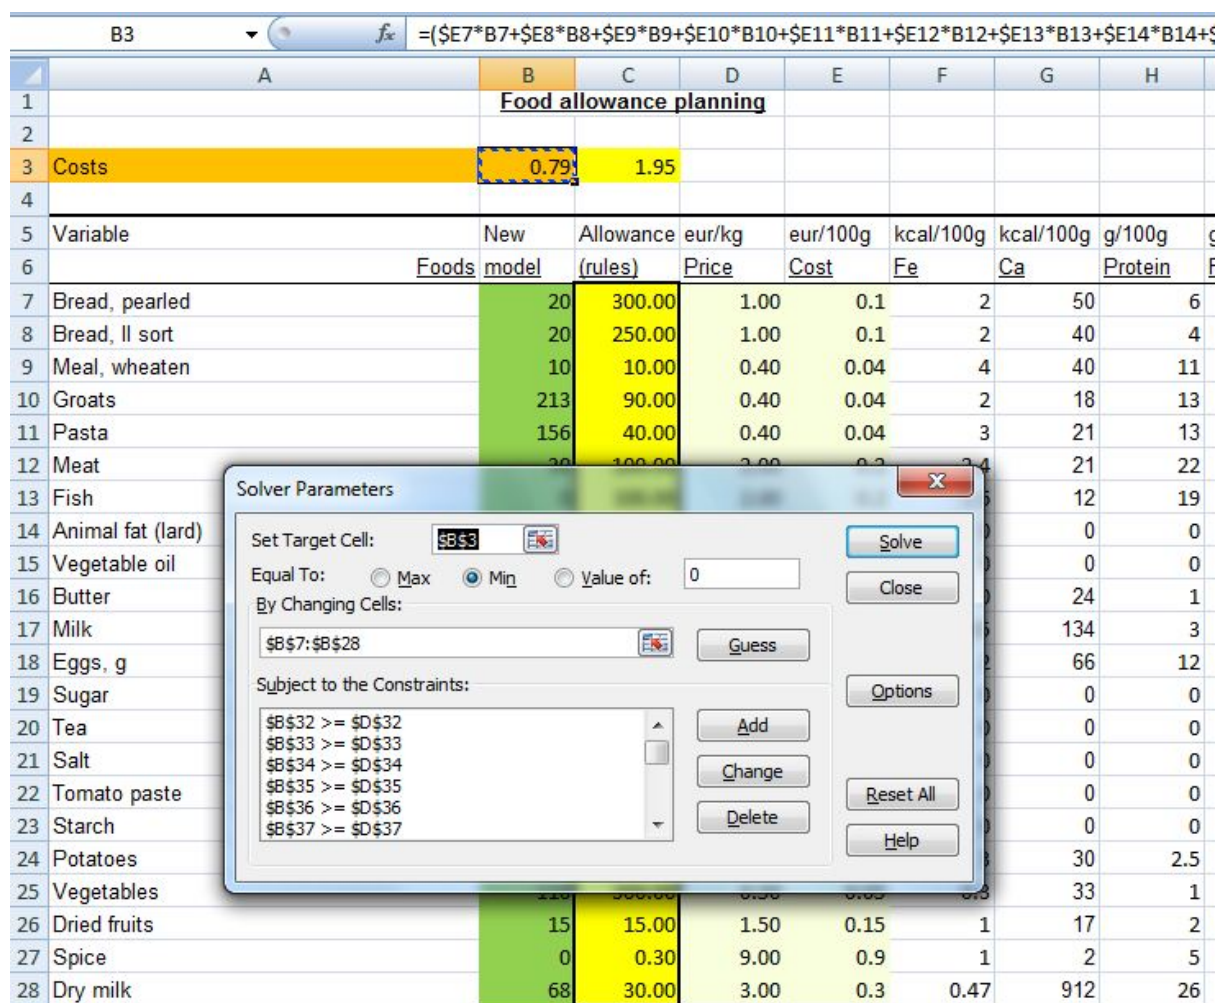 B3 fx =($E7*B7+$E8*B8+$E9*B9+$E10*B10+$E11*B11+$E12*B12+$E13*B13+$E14*B14+$
A B C D E F G H
1 Food allowance planning
2
3 Costs 0.79 1.95
4
5 Variable New Allowance eur/kg eur/100g kcal/100g kcal/100g g/100g
6 Foods model (rules) Price Cost Fe Ca Protein
7 Bread, pearled 20 300.00 1.00 0.1 2 50 6
8 Bread, II sort 20 250.00 1.00 0.1 2 40 4
9 Meal, wheaten 10 10.00 0.40 0.04 4 40 11
10 Groats 213 90.00 0.40 0.04 2 18 13
11 Pasta 156 40.00 0.40 0.04 3 21 13
12 Meat 21 22
Solver Parameters
13 Fish 12 19
14 Animal fat (lard) Set Target Cell: $B$3 Solve 0 0
15 Vegetable oil 0 0
Equal To: Max Min Value of: 0
16 Butter Close 24 1
By Changing Cells:
17 Milk $B$7:$B$28 Guess 134 3
18 Eggs, g 66 12
19 Sugar Subject to the Constraints: Options 0 0
20 Tea $B$32 >= $D$32 Add 0 0
$B$33 >= $D$33
21 Salt $B$34 >= $D$34 Change 0 0
$B$35 >= $D$35
22 Tomato paste $B$36 >= $D$36 Reset All 0 0
23 Starch $B$37 >= $D$37 Delete Help 0 0
24 Potatoes 30 2.5
25 Vegetables 33 1
26 Dried fruits 15 15.00 1.50 0.15 1 17 2
27 Spice 0 0.30 9.00 0.9 1 2 5
28 Dry milk 68 30.00 3.00 0.3 0.47 912 26